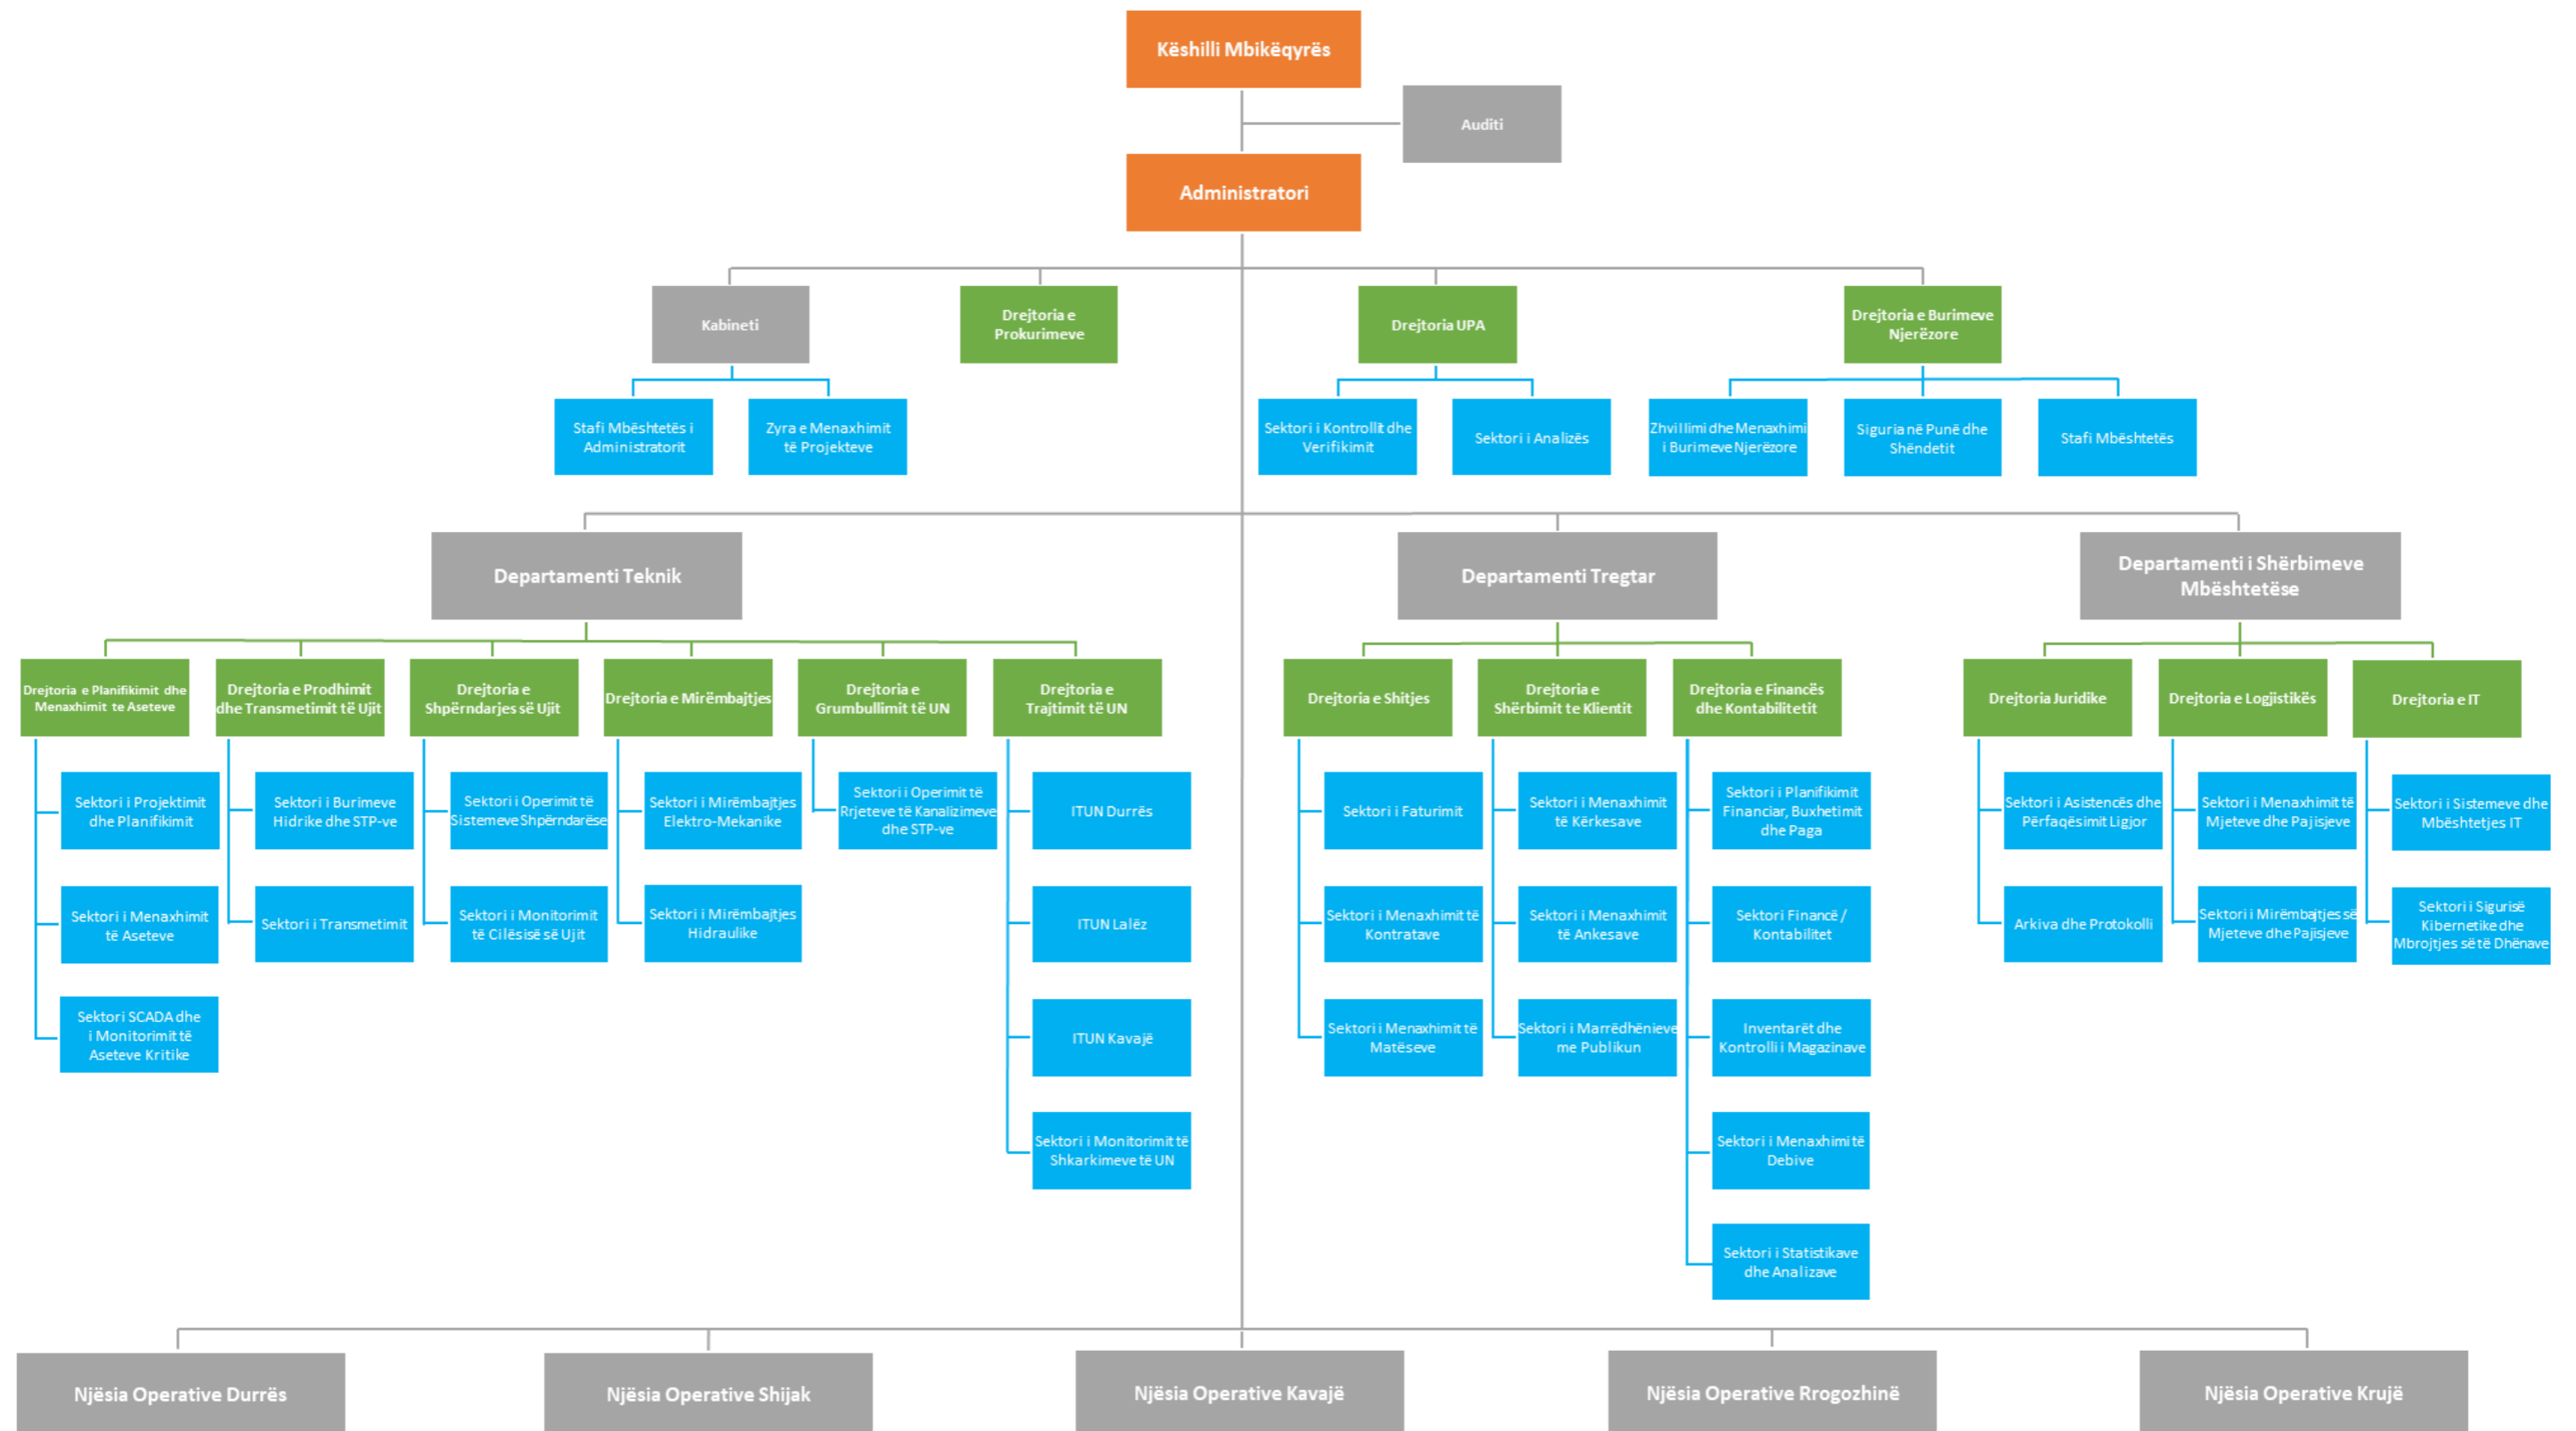 Këshilli Mbikëqyrës
Auditi
Administratori
Kabineti
Drejtoria e
Prokurimeve
Drejtoria UPA
Drejtoria e Burimeve
Njerëzore
Stafi Mbështetës i
Administratorit
Zyra e Menaxhimit
të Projekteve
Sektori i Kontrollit dhe
Verifikimit
Sektori i Analizës
Zhvillimi dhe Menaxhimi
i Burimeve Njerëzore
Siguria në Punë dhe
Shëndetit
Stafi Mbështetës
Departamenti Teknik
Departamenti Tregtar
Departamenti i Shërbimeve
Mbështetëse
Drejtoria e Planifikimit dhe
Menaxhimit te Aseteve
Drejtoria e Prodhimit
dhe Transmetimit të Ujit
Drejtoria e
Shpërndarjes së Ujit
Drejtoria e Mirëmbajtjes
Drejtoria e
Grumbullimit të UN
Drejtoria e
Trajtimit të UN
Drejtoria e Shitjes
Drejtoria e
Shërbimit te Klientit
Drejtoria e Financës
dhe Kontabilitetit
Drejtoria Juridike
Drejtoria e Logjistikës
Drejtoria e IT
Sektori i Projektimit
dhe Planifikimit
Sektori i Burimeve
Hidrike dhe STP-ve
Sektori i Operimit të
Sistemeve Shpërndarëse
Sektori i Mirëmbajtjes
Elektro-Mekanike
Sektori i Operimit të
Rrjeteve të Kanalizimeve
dhe STP-ve
ITUN Durrës
Sektori i Faturimit
Sektori i Menaxhimit
të Kërkesave
Sektori i Planifikimit
Financiar, Buxhetimit
dhe Paga
Sektori i Asistencës dhe
Përfaqësimit Ligjor
Sektori i Menaxhimit të
Mjeteve dhe Pajisjeve
Sektori i Sistemeve dhe
Mbështetjes IT
Sektori i Menaxhimit
të Aseteve
Sektori i Transmetimit
Sektori i Monitorimit
të Cilësisë së Ujit
Sektori i Mirëmbajtjes
Hidraulike
ITUN Lalëz
Sektori i Menaxhimit të
Kontratave
Sektori i Menaxhimit
të Ankesave
Sektori Financë /
Kontabilitet
Arkiva dhe Protokolli
Sektori i Mirëmbajtjes së
Mjeteve dhe Pajisjeve
Sektori i Sigurisë
Kibernetike dhe
Mbrojtjes së të Dhënave
Sektori SCADA dhe
i Monitorimit të
Aseteve Kritike
ITUN Kavajë
Sektori i Menaxhimit të
Matëseve
Sektori i Marrëdhënieve
me Publikun
Inventarët dhe
Kontrolli i Magazinave
Sektori i Monitorimit të
Shkarkimeve të UN
Sektori i Menaxhimi të
Debive
Sektori i Statistikave
dhe Analizave
Njësia Operative Durrës
Njësia Operative Shijak
Njësia Operative Kavajë
Njësia Operative Rrogozhinë
Njësia Operative Krujë